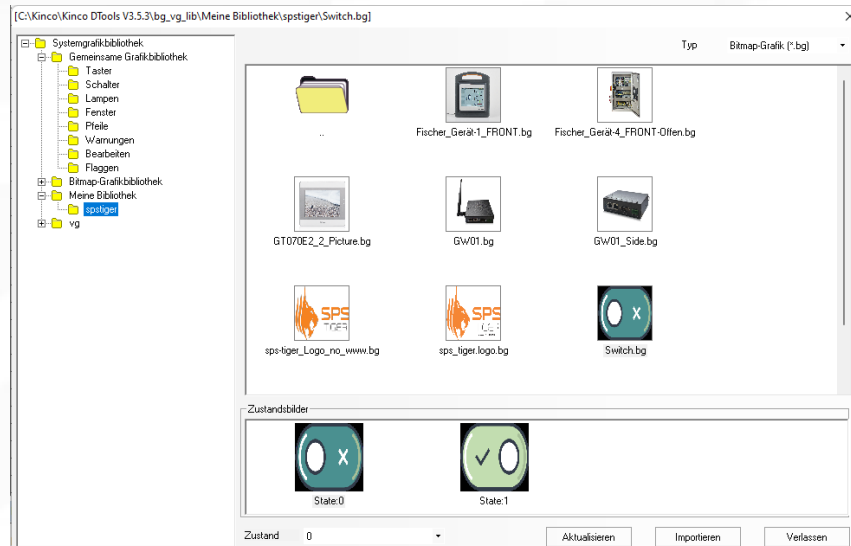 [C:\Kinco\Kinco DTools V3.5.3\bg_vg_lib\Meine Bibliothek\spstiger\Switch.bg]
Systemgrafikbibliothek
Gemeinsame Grafikbibliothek
Taster
Schalter
Lampen
Fenster
Pfeile
Warnungen
Bearbeiten
Flaggen
Bitmap-Grafikbibliothek
Meine Bibliothek
spstiger
vg
Typ Bitmap-Grafik (*.bg)
..
Fischer_Gerät-1_FRONT.bg
Fischer_Gerät-4_FRONT-Offen.bg
GT070E2_2_Picture.bg
GW01.bg
GW01_Side.bg
SPS
TIGER
SPS
sps-tiger_Logo_no_www.bg
sps_tiger.logo.bg
Switch.bg
Zustandsbilder
State:0
State:1
Zustand 0
Aktualisieren
Importieren
Verlassen